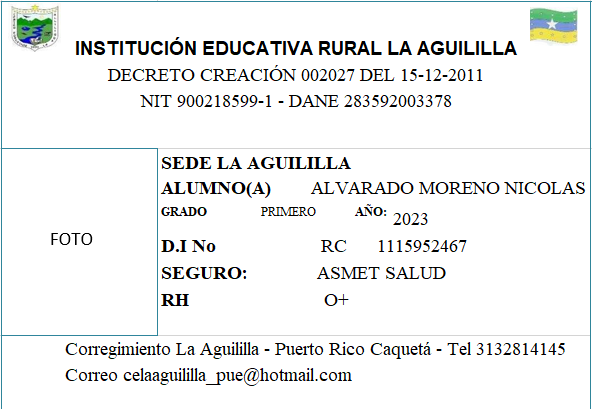 INSTITUCIÓN EDUCATIVA RURAL LA AGUILILLA
DECRETO CREACIÓN 002027 DEL 15-12-2011
NIT 900218599-1 - DANE 283592003378
FOTO
SEDE LA AGUILILLA
ALUMNO(A) ALVARADO MORENO NICOLAS
GRADO PRIMERO AÑO: 2023
D.I No RC 1115952467
SEGURO: ASMET SALUD
RH O+
Corregimiento La Aguililla - Puerto Rico Caquetá - Tel 3132814145
Correo celaaguililla_pue@hotmail.com